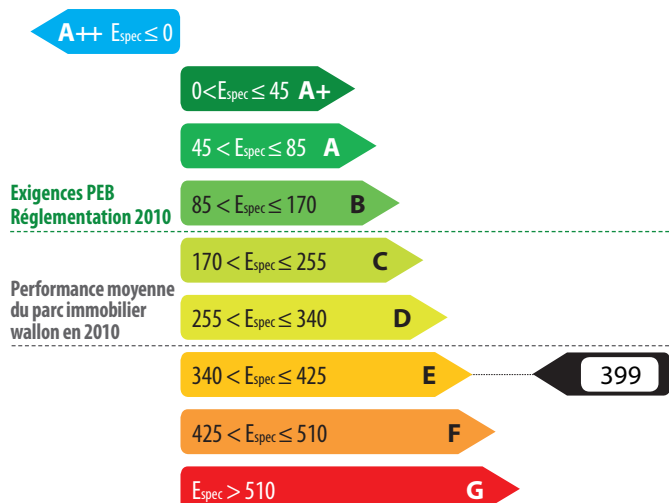 A++ Espec ≤ 0
0<Espec ≤ 45 A+
45 < Espec ≤ 85 A
Exigences PEB
Réglementation 2010
85 < Espec ≤ 170 B
170 < Espec ≤ 255 C
Performance moyenne
du parc immobilier
wallon en 2010
255 < Espec ≤ 340 D
340 < Espec ≤ 425 E
399
425 < Espec ≤ 510 F
Espec > 510 G